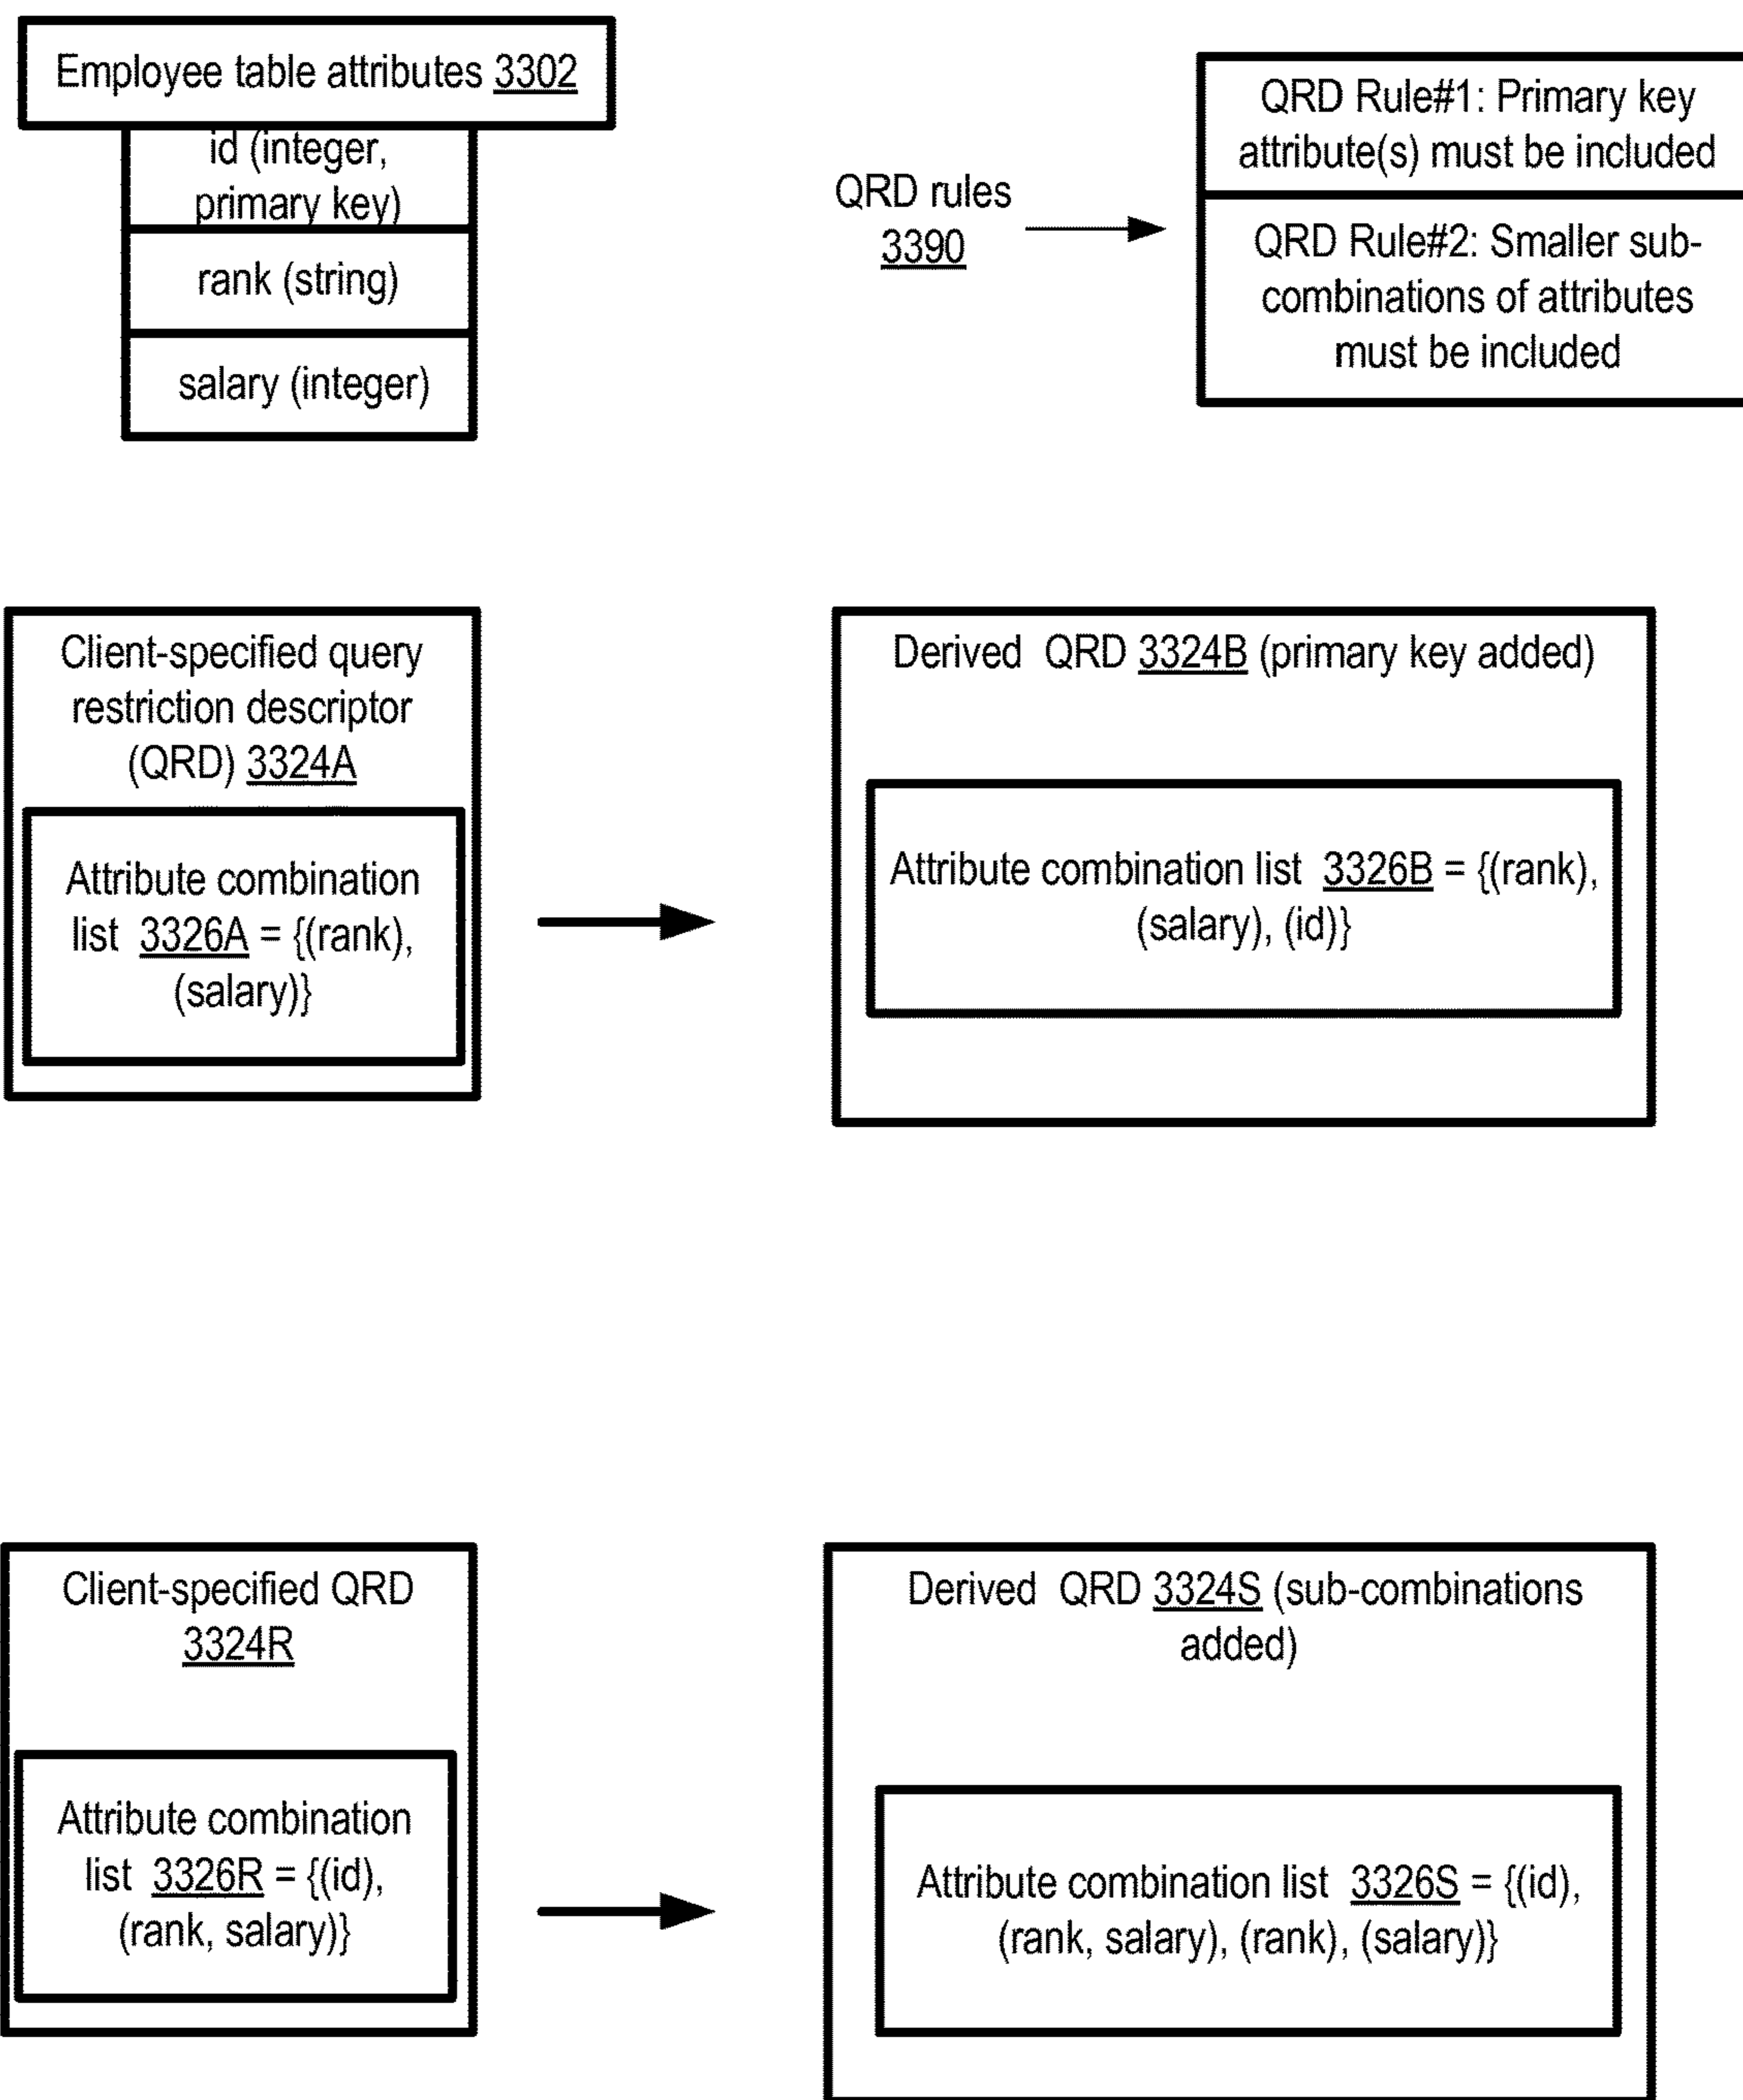 Employee table attributes 3302
id (integer,
primary key)
rank (string)
salary (integer)
QRD rules
3390
QRD Rule#1: Primary key
attribute(s) must be included
QRD Rule#2: Smaller sub-
combinations of attributes
must be included
Client-specified query
restriction descriptor
(QRD) 3324A
Attribute combination
list 3326A = {(rank),
(salary)}
Derived QRD 3324B (primary key added)
Attribute combination list 3326B = {(rank),
(salary), (id)}
Client-specified QRD
3324R
Attribute combination
list 3326R = {(id),
(rank, salary)}
Derived QRD 3324S (sub-combinations
added)
Attribute combination list 3326S = {(id),
(rank, salary), (rank), (salary)}